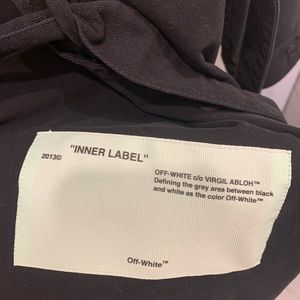 "INNER LABEL"
2013©
OFF-WHITE c/o VIRGIL ABLOH™
Defining the grey area between black
and white as the color Off-White™
Off-White™